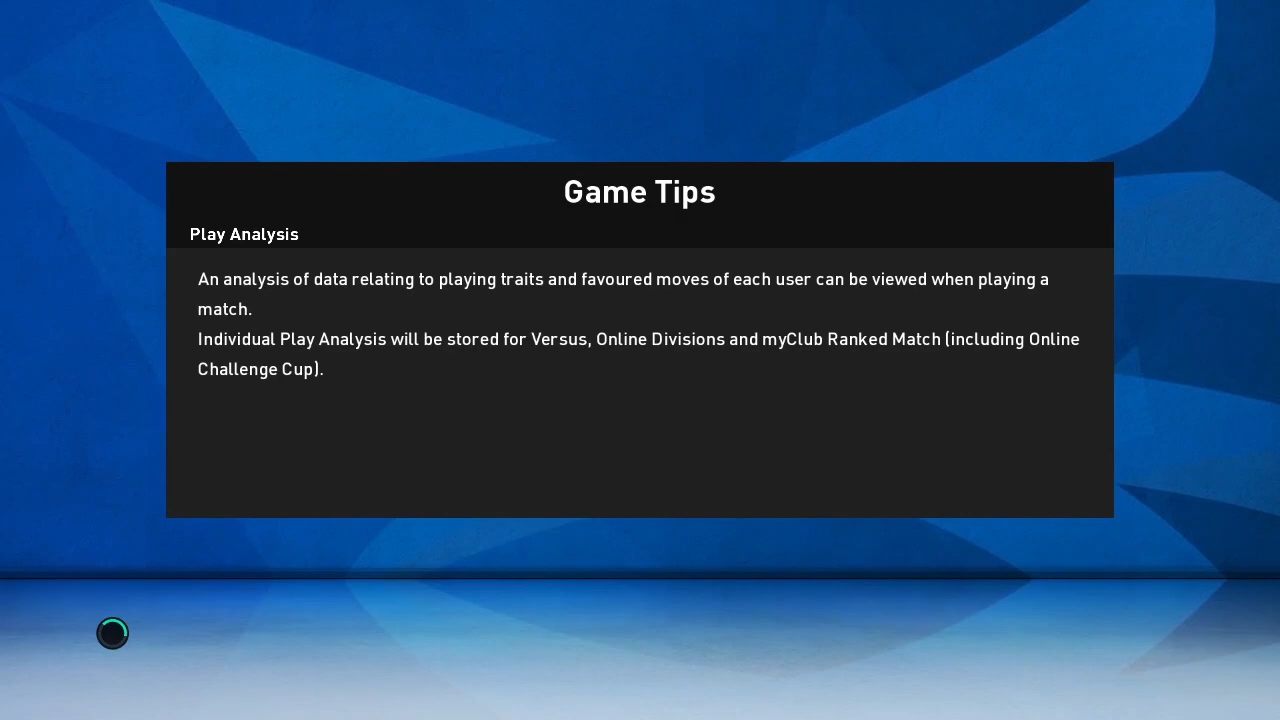 Game Tips
Play Analysis
An analysis of data relating to playing traits and favoured moves of each user can be viewed when playing a
match.
Individual Play Analysis will be stored for Versus, Online Divisions and myClub Ranked Match (including Online
Challenge Cup).